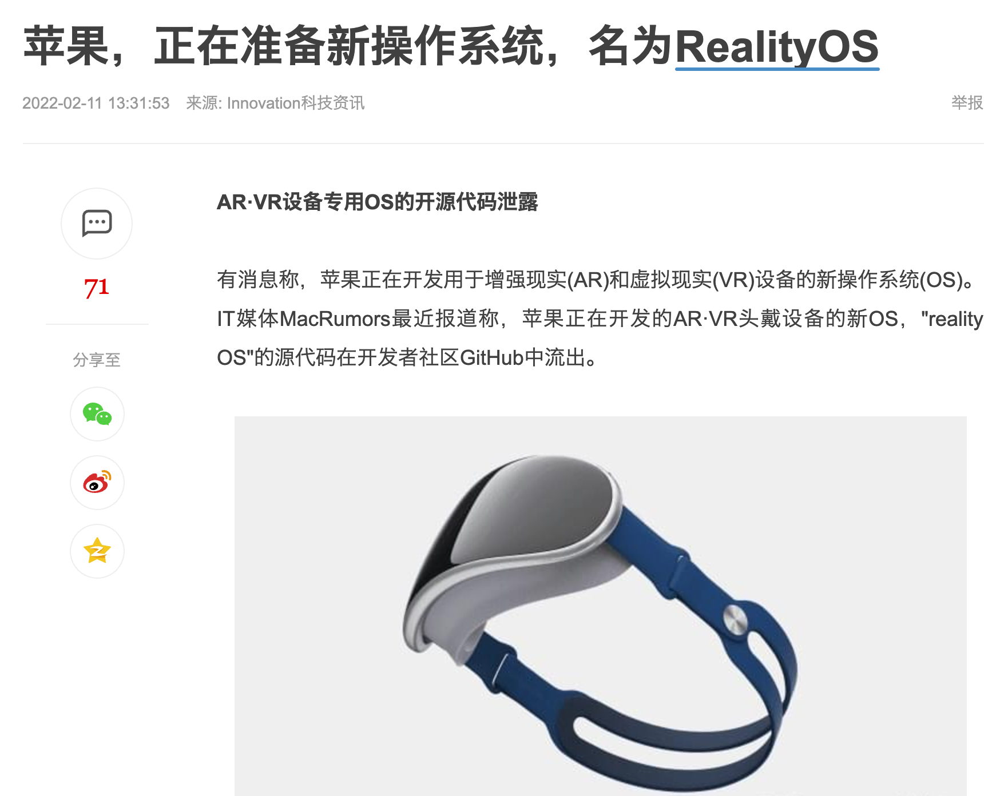 苹果，正在准备新操作系统，名为RealityOS
2022-02-11 13:31:53 来源: Innovation科技资讯
举报
71
分享至
AR·VR设备专用OS的开源代码泄露
有消息称，苹果正在开发用于增强现实(AR)和虚拟现实(VR)设备的新操作系统(OS)。
IT媒体MacRumors最近报道称，苹果正在开发的AR·VR头戴设备的新OS，"reality
OS"的源代码在开发者社区GitHub中流出。